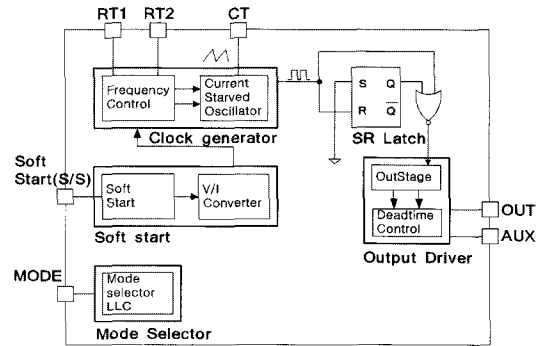 RT1 RT2 CT
Frequency
Control
Current
Starved
Oscillator
Clock generator
S Q
R Q
SR Latch
Soft
Start(S/S)
Soft
Start
V/I
Converter
Soft start
OutStage
Deadtime
Control
Output Driver
OUT
AUX
MODE
Mode
selector
LLC
Mode Selector